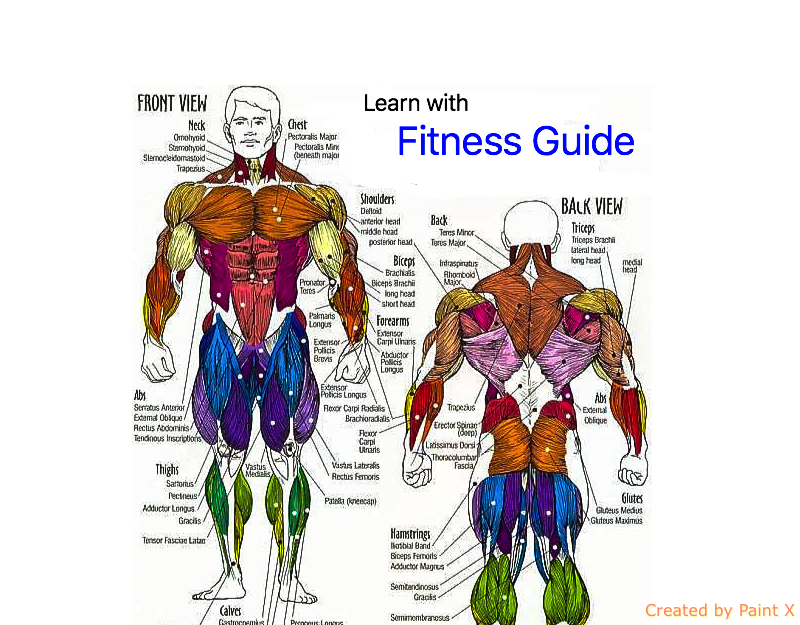 Learn with
Fitness Guide
FRONT VIEW
Neck
Omohyoid
Sternohyoid
Sternocleidomastoid
Trapezius
Chest
Pectoralis Major
Pectoralis Mino
(beneath major
Shoulders
Deltoid
anterior head
middle head
posterior head
Biceps
Brachialis
Biceps Brachii
long head
short head
Pronator
Teres
Palmaris
Longus
Forearms
Extensor
Carpi Ulnaris
Extensor
Pollicis
Brevis
Abductor
Pollicis
Longus
Extensor
Pollicis Longus
Flexor Carpi Radialis
Brachioradialis
Flexor
Carpi
Ulnaris
Abs
Serratus Anterior
External Oblique
Rectus Abdominis
Tendinous Inscriptions
Thighs
Sartorius
Pectineus
Adductor Longus
Gracilis
Tensor Fasciae Latae
Vastus
Medialis
Vastus Lateralis
Rectus Femoris
Patella (kneecap)
Calves
Gastrocnemius
Peroneus Longus
BACK VIEW
Back
Teres Minor
Teres Major
Infraspinatus
Rhomboid
Major
Triceps
Triceps Brachii
lateral head
long head
medial
head
Trapezius
Erector Spinae
(deep)
Latissimus Dorsi
Thoracolumbar
Fascia
Abs
External
Oblique
Glutes
Gluteus Medius
Gluteus Maximus
Hamstrings
Iliotibial Band
Biceps Femoris
Adductor Magnus
Semitendinosus
Gracilis
Semimembranosus
Created by Paint X